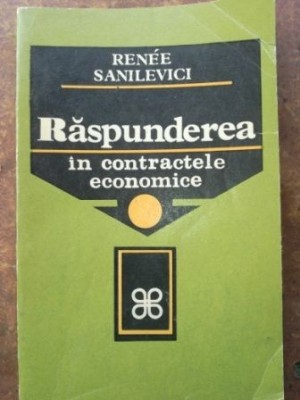 RENÉE
SANILEVICI
Răspunderea
în contractele
economice